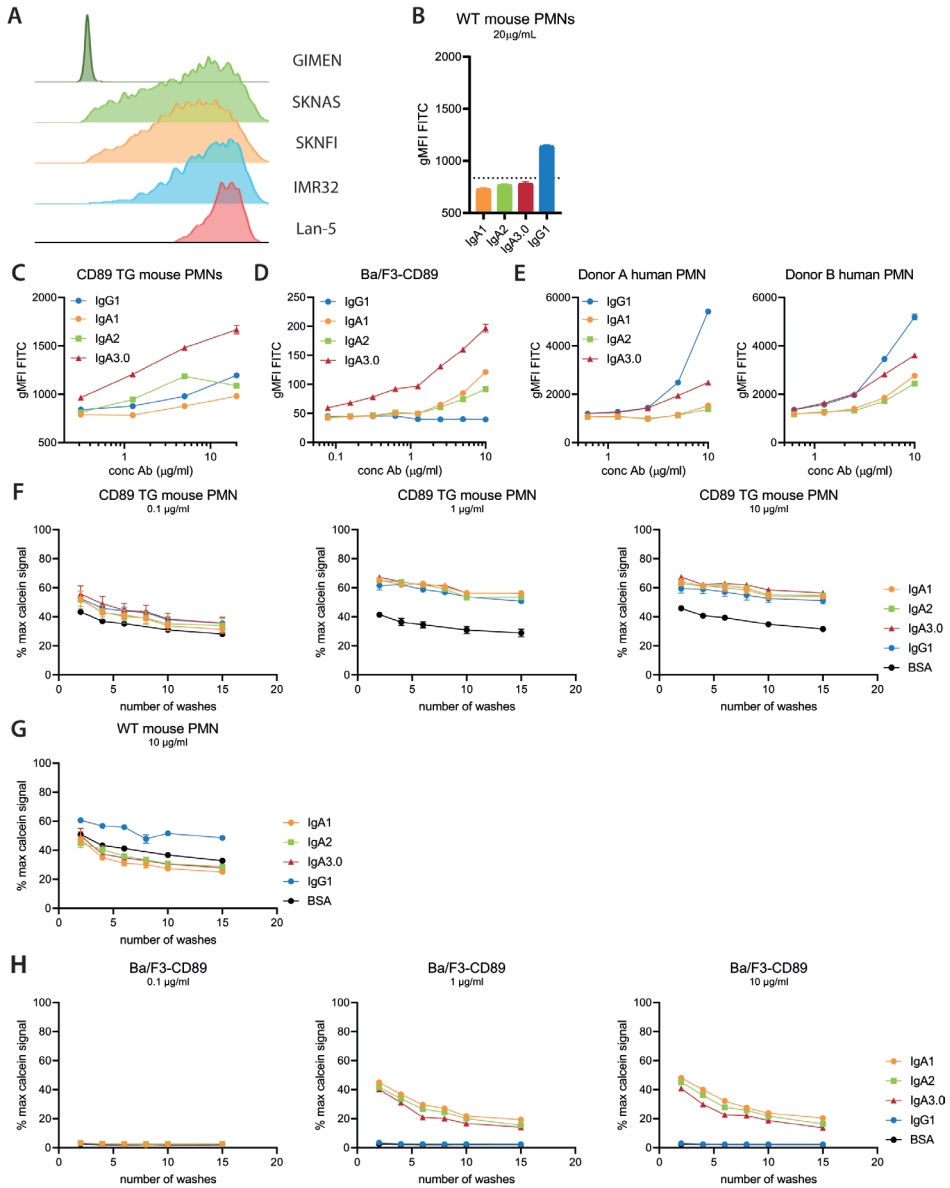 A
GIMEN
SKNAS
SKNFI
IMR32
Lan-5
B
WT mouse PMNs
20µg/mL
gMFI FITC
2000
1500
1000
500
IgA1
IgA2
IgA3.0
IgG1
C
CD89 TG mouse PMNs
gMFI FITC
2000
1500
1000
500
IgG1
IgA1
IgA2
IgA3.0
1
10
conc Ab (µg/ml)
D
Ba/F3-CD89
gMFI FITC
250
200
150
100
50
0
IgG1
IgA1
IgA2
IgA3.0
0.1
1
10
conc Ab (µg/ml)
E
Donor A human PMN
gMFI FITC
6000
4000
2000
0
IgG1
IgA1
IgA2
IgA3.0
1
10
conc Ab (µg/ml)
Donor B human PMN
6000
4000
2000
0
1
10
conc Ab (µg/ml)
F
CD89 TG mouse PMN
0.1 µg/ml
% max calcein signal
100
80
60
40
20
0
0 5 10 15 20
number of washes
CD89 TG mouse PMN
1 µg/ml
% max calcein signal
100
80
60
40
20
0
0 5 10 15 20
number of washes
CD89 TG mouse PMN
10 µg/ml
% max calcein signal
100
80
60
40
20
0
0 5 10 15 20
number of washes
IgA1
IgA2
IgA3.0
IgG1
BSA
G
WT mouse PMN
10 µg/ml
% max calcein signal
100
80
60
40
20
0
0 5 10 15 20
number of washes
IgA1
IgA2
IgA3.0
IgG1
BSA
H
Ba/F3-CD89
0.1 µg/ml
% max calcein signal
100
80
60
40
20
0
0 5 10 15 20
number of washes
Ba/F3-CD89
1 µg/ml
% max calcein signal
100
80
60
40
20
0
0 5 10 15 20
number of washes
Ba/F3-CD89
10 µg/ml
% max calcein signal
100
80
60
40
20
0
0 5 10 15 20
number of washes
IgA1
IgA2
IgA3.0
IgG1
BSA